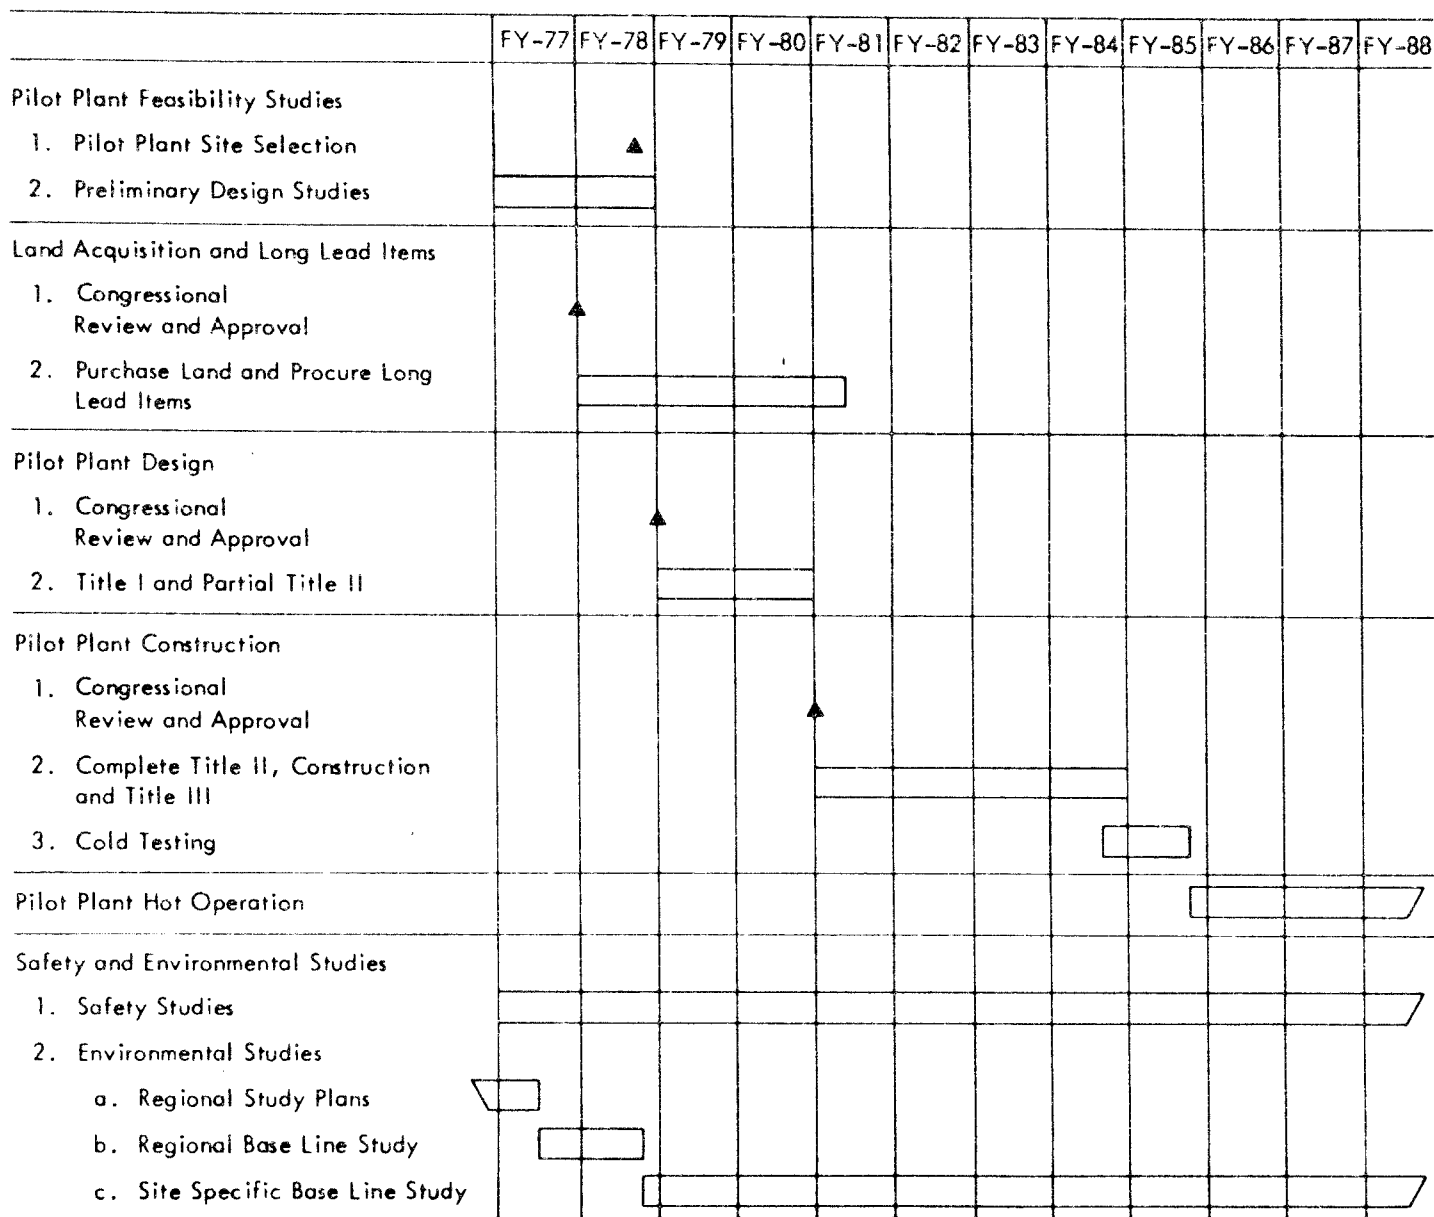 FY-77 FY-78 FY-79 FY-80 FY-81 FY-82 FY-83 FY-84 FY-85 FY-86 FY-87 FY-88
Pilot Plant Feasibility Studies
1. Pilot Plant Site Selection
2. Preliminary Design Studies
Land Acquisition and Long Lead Items
1. Congressional
Review and Approval
2. Purchase Land and Procure Long
Lead Items
Pilot Plant Design
1. Congressional
Review and Approval
2. Title I and Partial Title II
Pilot Plant Construction
1. Congressional
Review and Approval
2. Complete Title II, Construction
and Title III
3. Cold Testing
Pilot Plant Hot Operation
Safety and Environmental Studies
1. Safety Studies
2. Environmental Studies
a. Regional Study Plans
b. Regional Base Line Study
c. Site Specific Base Line Study